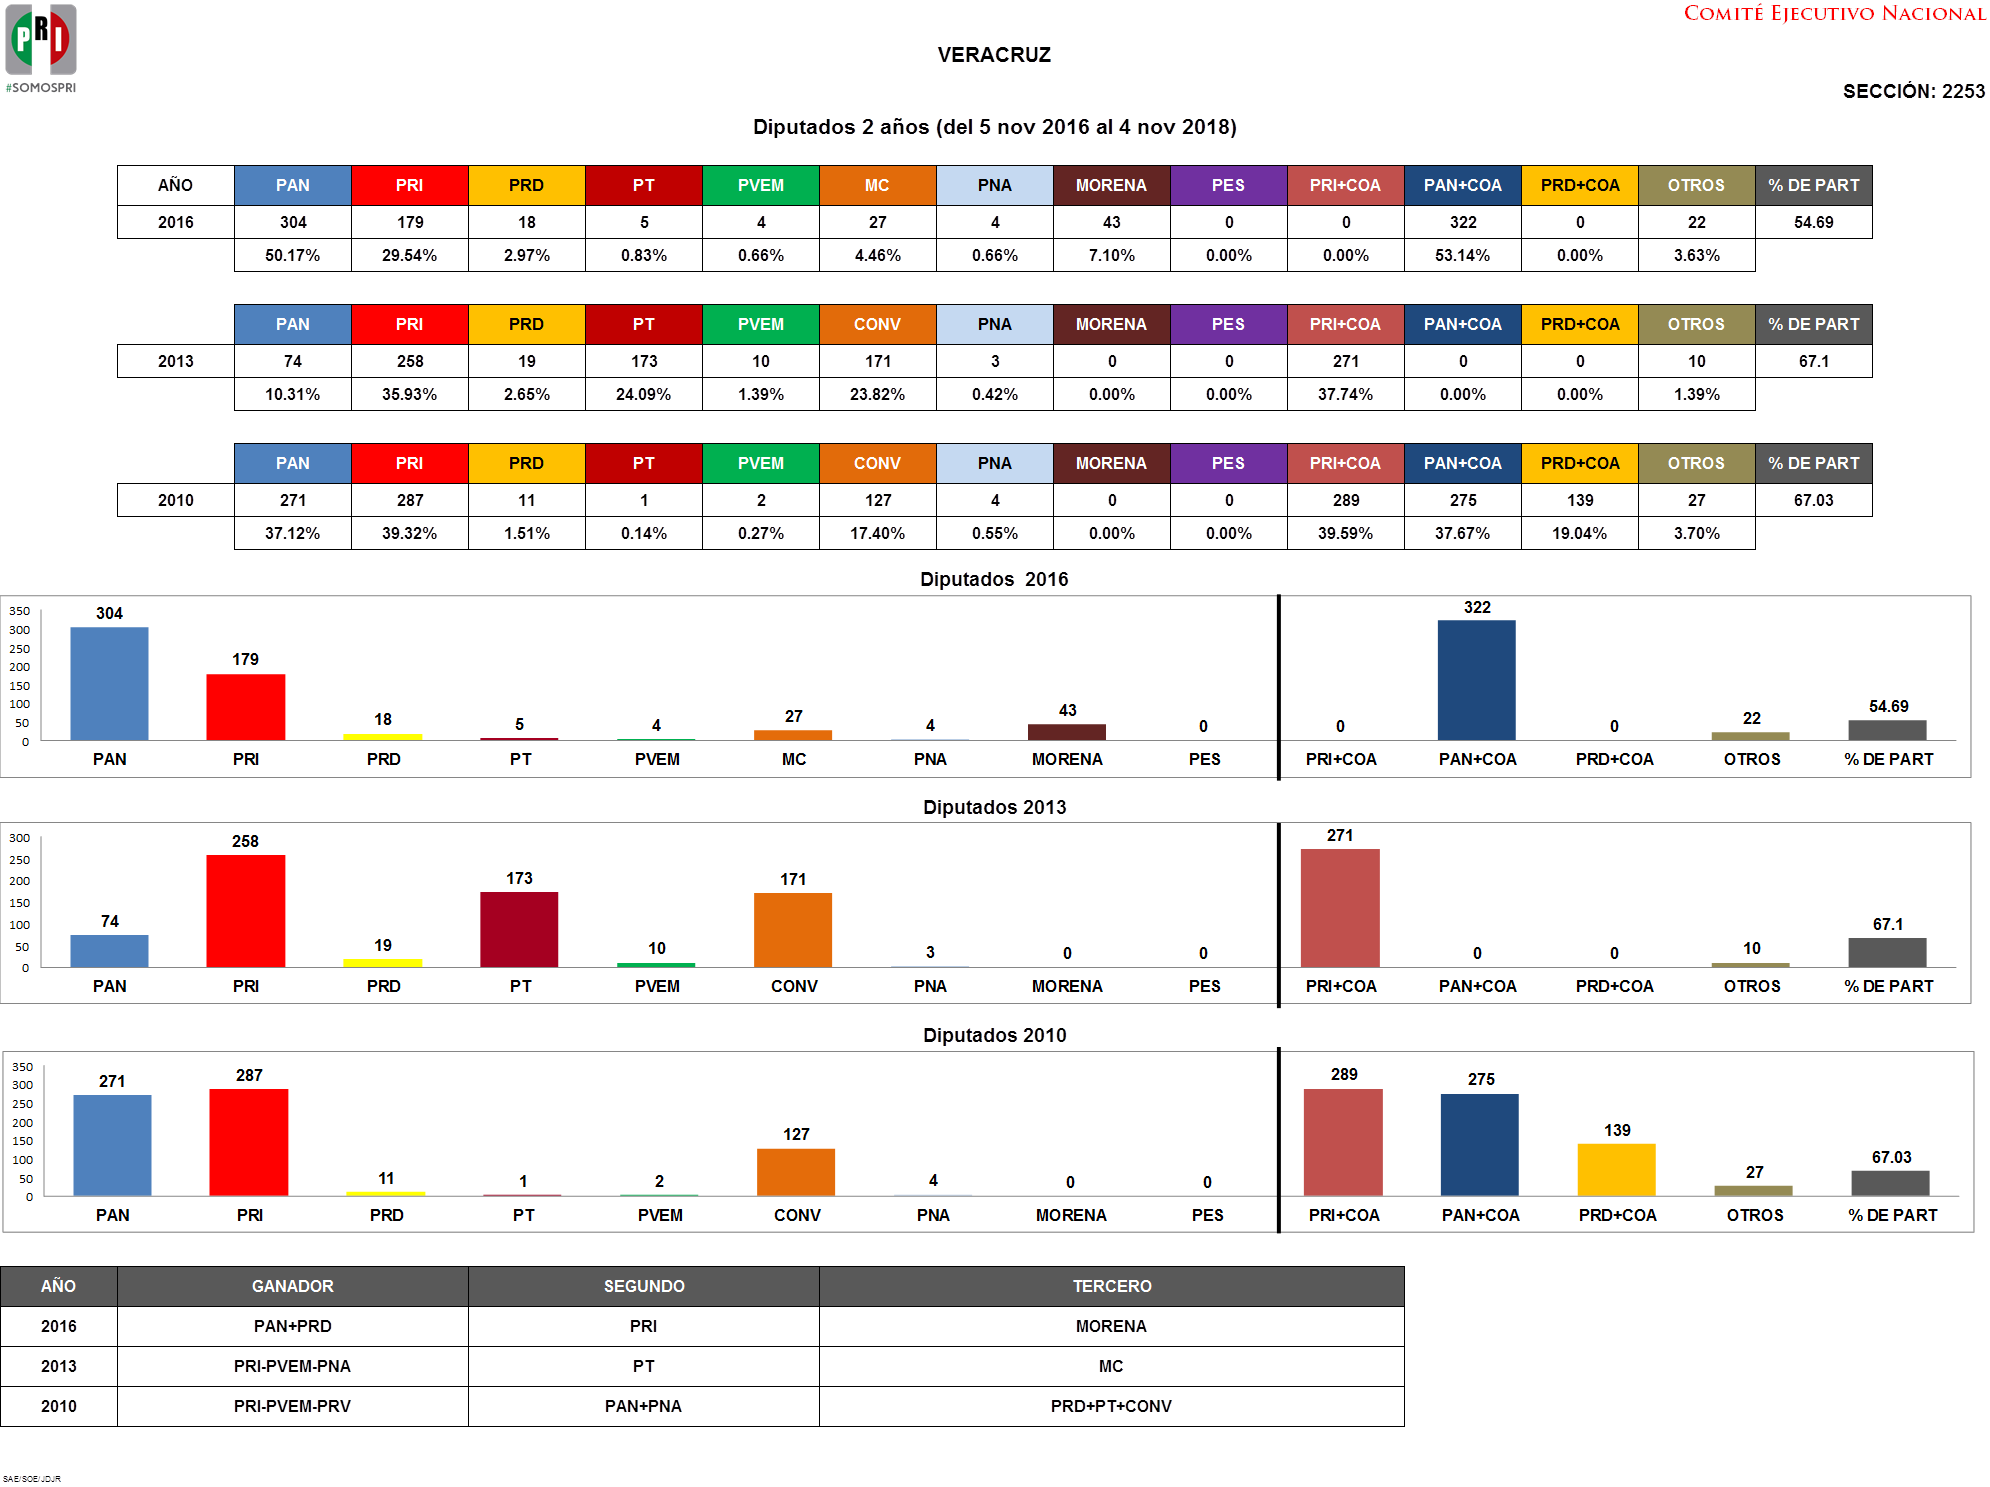 PRI
#SOMOSPRI
COMITÉ EJECUTIVO NACIONAL
VERACRUZ
SECCIÓN: 2253
Diputados 2 años (del 5 nov 2016 al 4 nov 2018)
AÑO PAN PRI PRD PT PVEM MC PNA MORENA PES PRI+COA PAN+COA PRD+COA OTROS % DE PART
2016 304 179 18 5 4 27 4 43 0 0 322 0 22 54.69
50.17% 29.54% 2.97% 0.83% 0.66% 4.46% 0.66% 7.10% 0.00% 0.00% 53.14% 0.00% 3.63%
PAN PRI PRD PT PVEM CONV PNA MORENA PES PRI+COA PAN+COA PRD+COA OTROS % DE PART
2013 74 258 19 173 10 171 3 0 0 271 0 0 10 67.1
10.31% 35.93% 2.65% 24.09% 1.39% 23.82% 0.42% 0.00% 0.00% 37.74% 0.00% 0.00% 1.39%
PAN PRI PRD PT PVEM CONV PNA MORENA PES PRI+COA PAN+COA PRD+COA OTROS % DE PART
2010 271 287 11 1 2 127 4 0 0 289 275 139 27 67.03
37.12% 39.32% 1.51% 0.14% 0.27% 17.40% 0.55% 0.00% 0.00% 39.59% 37.67% 19.04% 3.70%
Diputados  2016
350
300
250
200
150
100
50
0
304 179 18 5 4 27 4 43 0 0 322 0 22 54.69
PAN PRI PRD PT PVEM MC PNA MORENA PES PRI+COA PAN+COA PRD+COA OTROS % DE PART
Diputados 2013
300
250
200
150
100
50
0
74 258 19 173 10 171 3 0 0 271 0 0 10 67.1
PAN PRI PRD PT PVEM CONV PNA MORENA PES PRI+COA PAN+COA PRD+COA OTROS % DE PART
Diputados 2010
350
300
250
200
150
100
50
0
271 287 11 1 2 127 4 0 0 289 275 139 27 67.03
PAN PRI PRD PT PVEM CONV PNA MORENA PES PRI+COA PAN+COA PRD+COA OTROS % DE PART
AÑO GANADOR SEGUNDO TERCERO
2016 PAN+PRD PRI MORENA
2013 PRI-PVEM-PNA PT MC
2010 PRI-PVEM-PRV PAN+PNA PRD+PT+CONV
SAE/SOE/JDJR